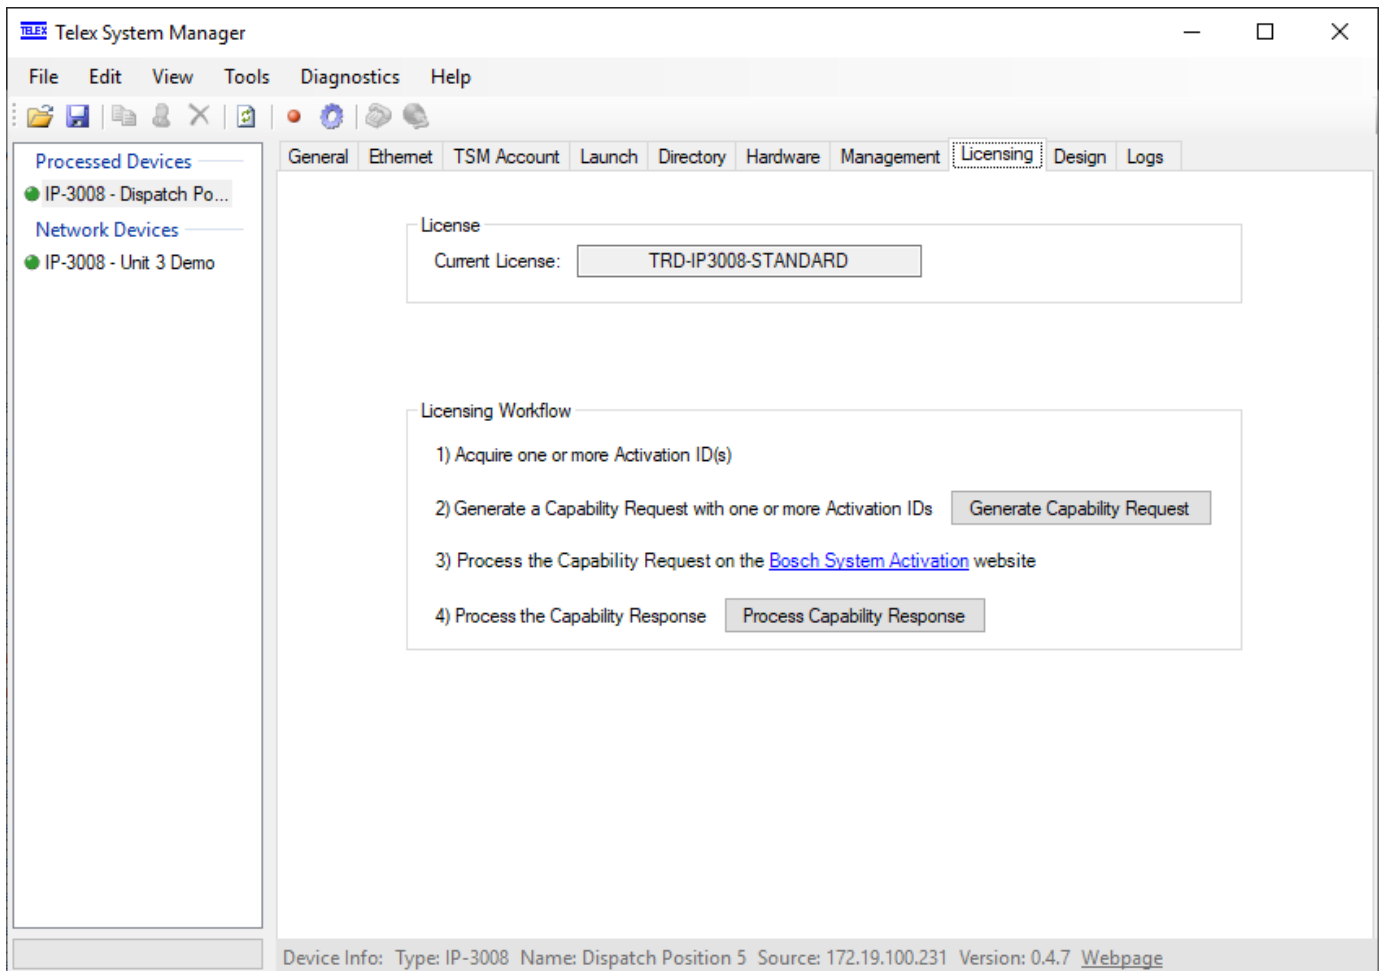 TELEX Telex System Manager
File Edit View Tools Diagnostics Help
Processed Devices
IP-3008 - Dispatch Po...
Network Devices
IP-3008 - Unit 3 Demo
General Ethernet TSM Account Launch Directory Hardware Management Licensing Design Logs
License
Current License: TRD-IP3008-STANDARD
Licensing Workflow
1) Acquire one or more Activation ID(s)
2) Generate a Capability Request with one or more Activation IDs Generate Capability Request
3) Process the Capability Request on the Bosch System Activation website
4) Process the Capability Response Process Capability Response
Device Info: Type: IP-3008 Name: Dispatch Position 5 Source: 172.19.100.231 Version: 0.4.7 Webpage